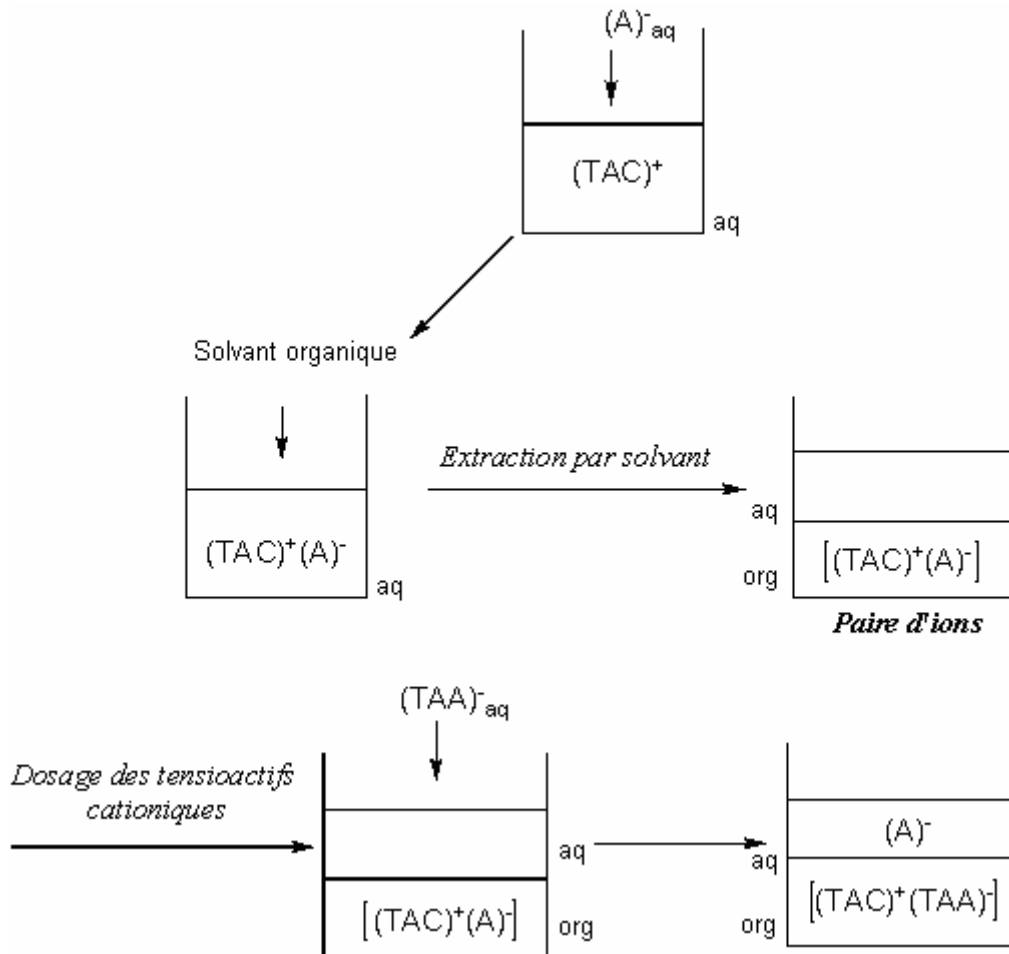 (A)⁻aq
(TAC)⁺
aq
Solvant organique
Extraction par solvant
(TAC)⁺(A)⁻
aq
aq
org
[(TAC)⁺(A)⁻]
Paire d'ions
(TAA)⁻aq
Dosage des tensioactifs
cationiques
aq
[(TAC)⁺(A)⁻]
org
(A)⁻
aq
[(TAC)⁺(TAA)⁻]
org